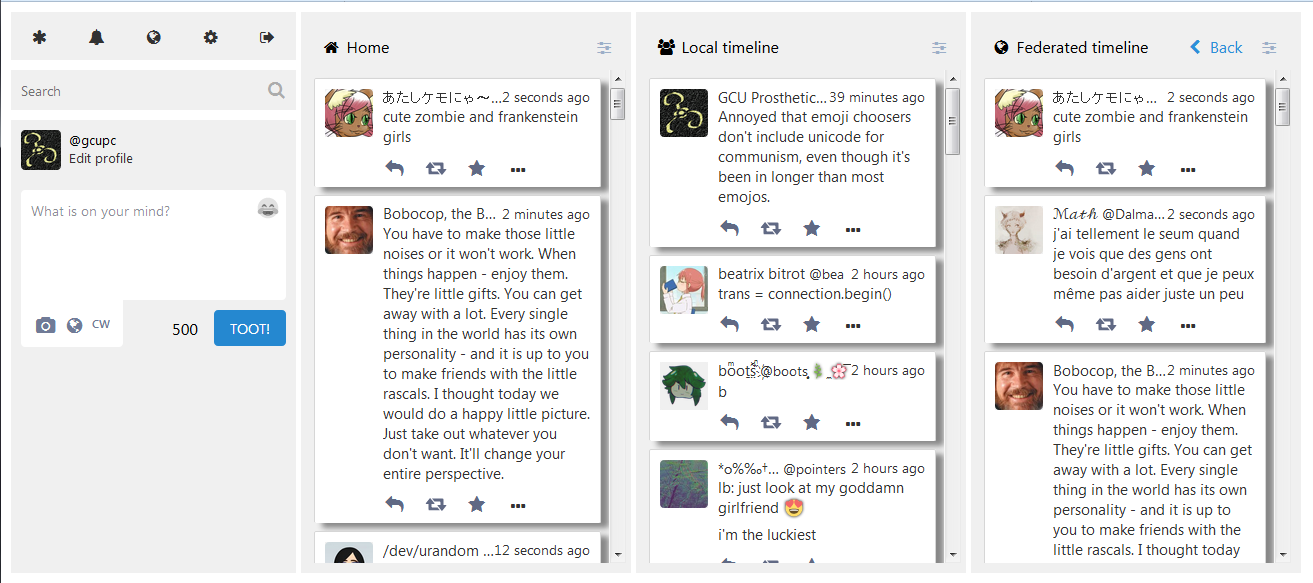 Search
@gcupc
Edit profile
What is on your mind?
CW
500
TOOT!
Home
あたしケモにゃ～...2 seconds ago
cute zombie and frankenstein
girls
Bobocop, the B... 2 minutes ago
You have to make those little
noises or it won't work. When
things happen - enjoy them.
They're little gifts. You can get
away with a lot. Every single
thing in the world has its own
personality - and it is up to you
to make friends with the little
rascals. I thought today we
would do a happy little picture.
Just take out whatever you
don't want. It'll change your
entire perspective.
/dev/urandom ...12 seconds ago
Local timeline
GCU Prosthetic... 39 minutes ago
Annoyed that emoji choosers
don't include unicode for
communism, even though it's
been in longer than most
emojos.
beatrix bitrot @bea 2 hours ago
trans = connection.begin()
@boots 2 hours ago
b
@pointers 2 hours ago
lb: just look at my goddamn
girlfriend 😍
i'm the luckiest
Federated timeline
Back
あたしケモにゃ... 2 seconds ago
cute zombie and frankenstein
girls
𝓜𝓪𝓽𝓱 @Dalma... 2 seconds ago
j'ai tellement le seum quand
je vois que des gens ont
besoin d'argent et que je peux
même pas aider juste un peu
Bobocop, the B... 2 minutes ago
You have to make those little
noises or it won't work. When
things happen - enjoy them.
They're little gifts. You can get
away with a lot. Every single
thing in the world has its own
personality - and it is up to
you to make friends with the
little rascals. I thought today